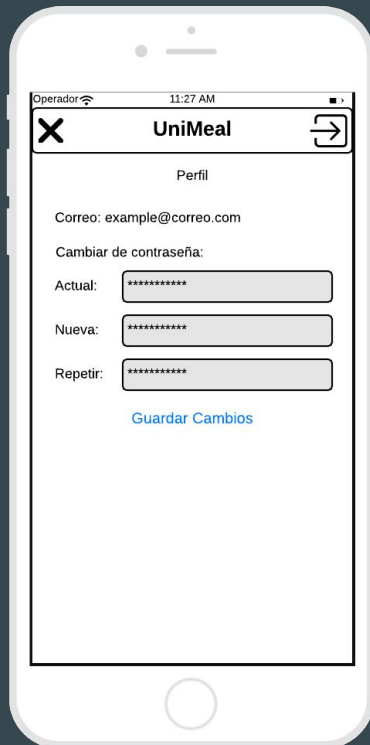 Operador 11:27 AM
UniMeal
Perfil
Correo: example@correo.com
Cambiar de contraseña:
Actual: ***********
Nueva: ***********
Repetir: ***********
Guardar Cambios